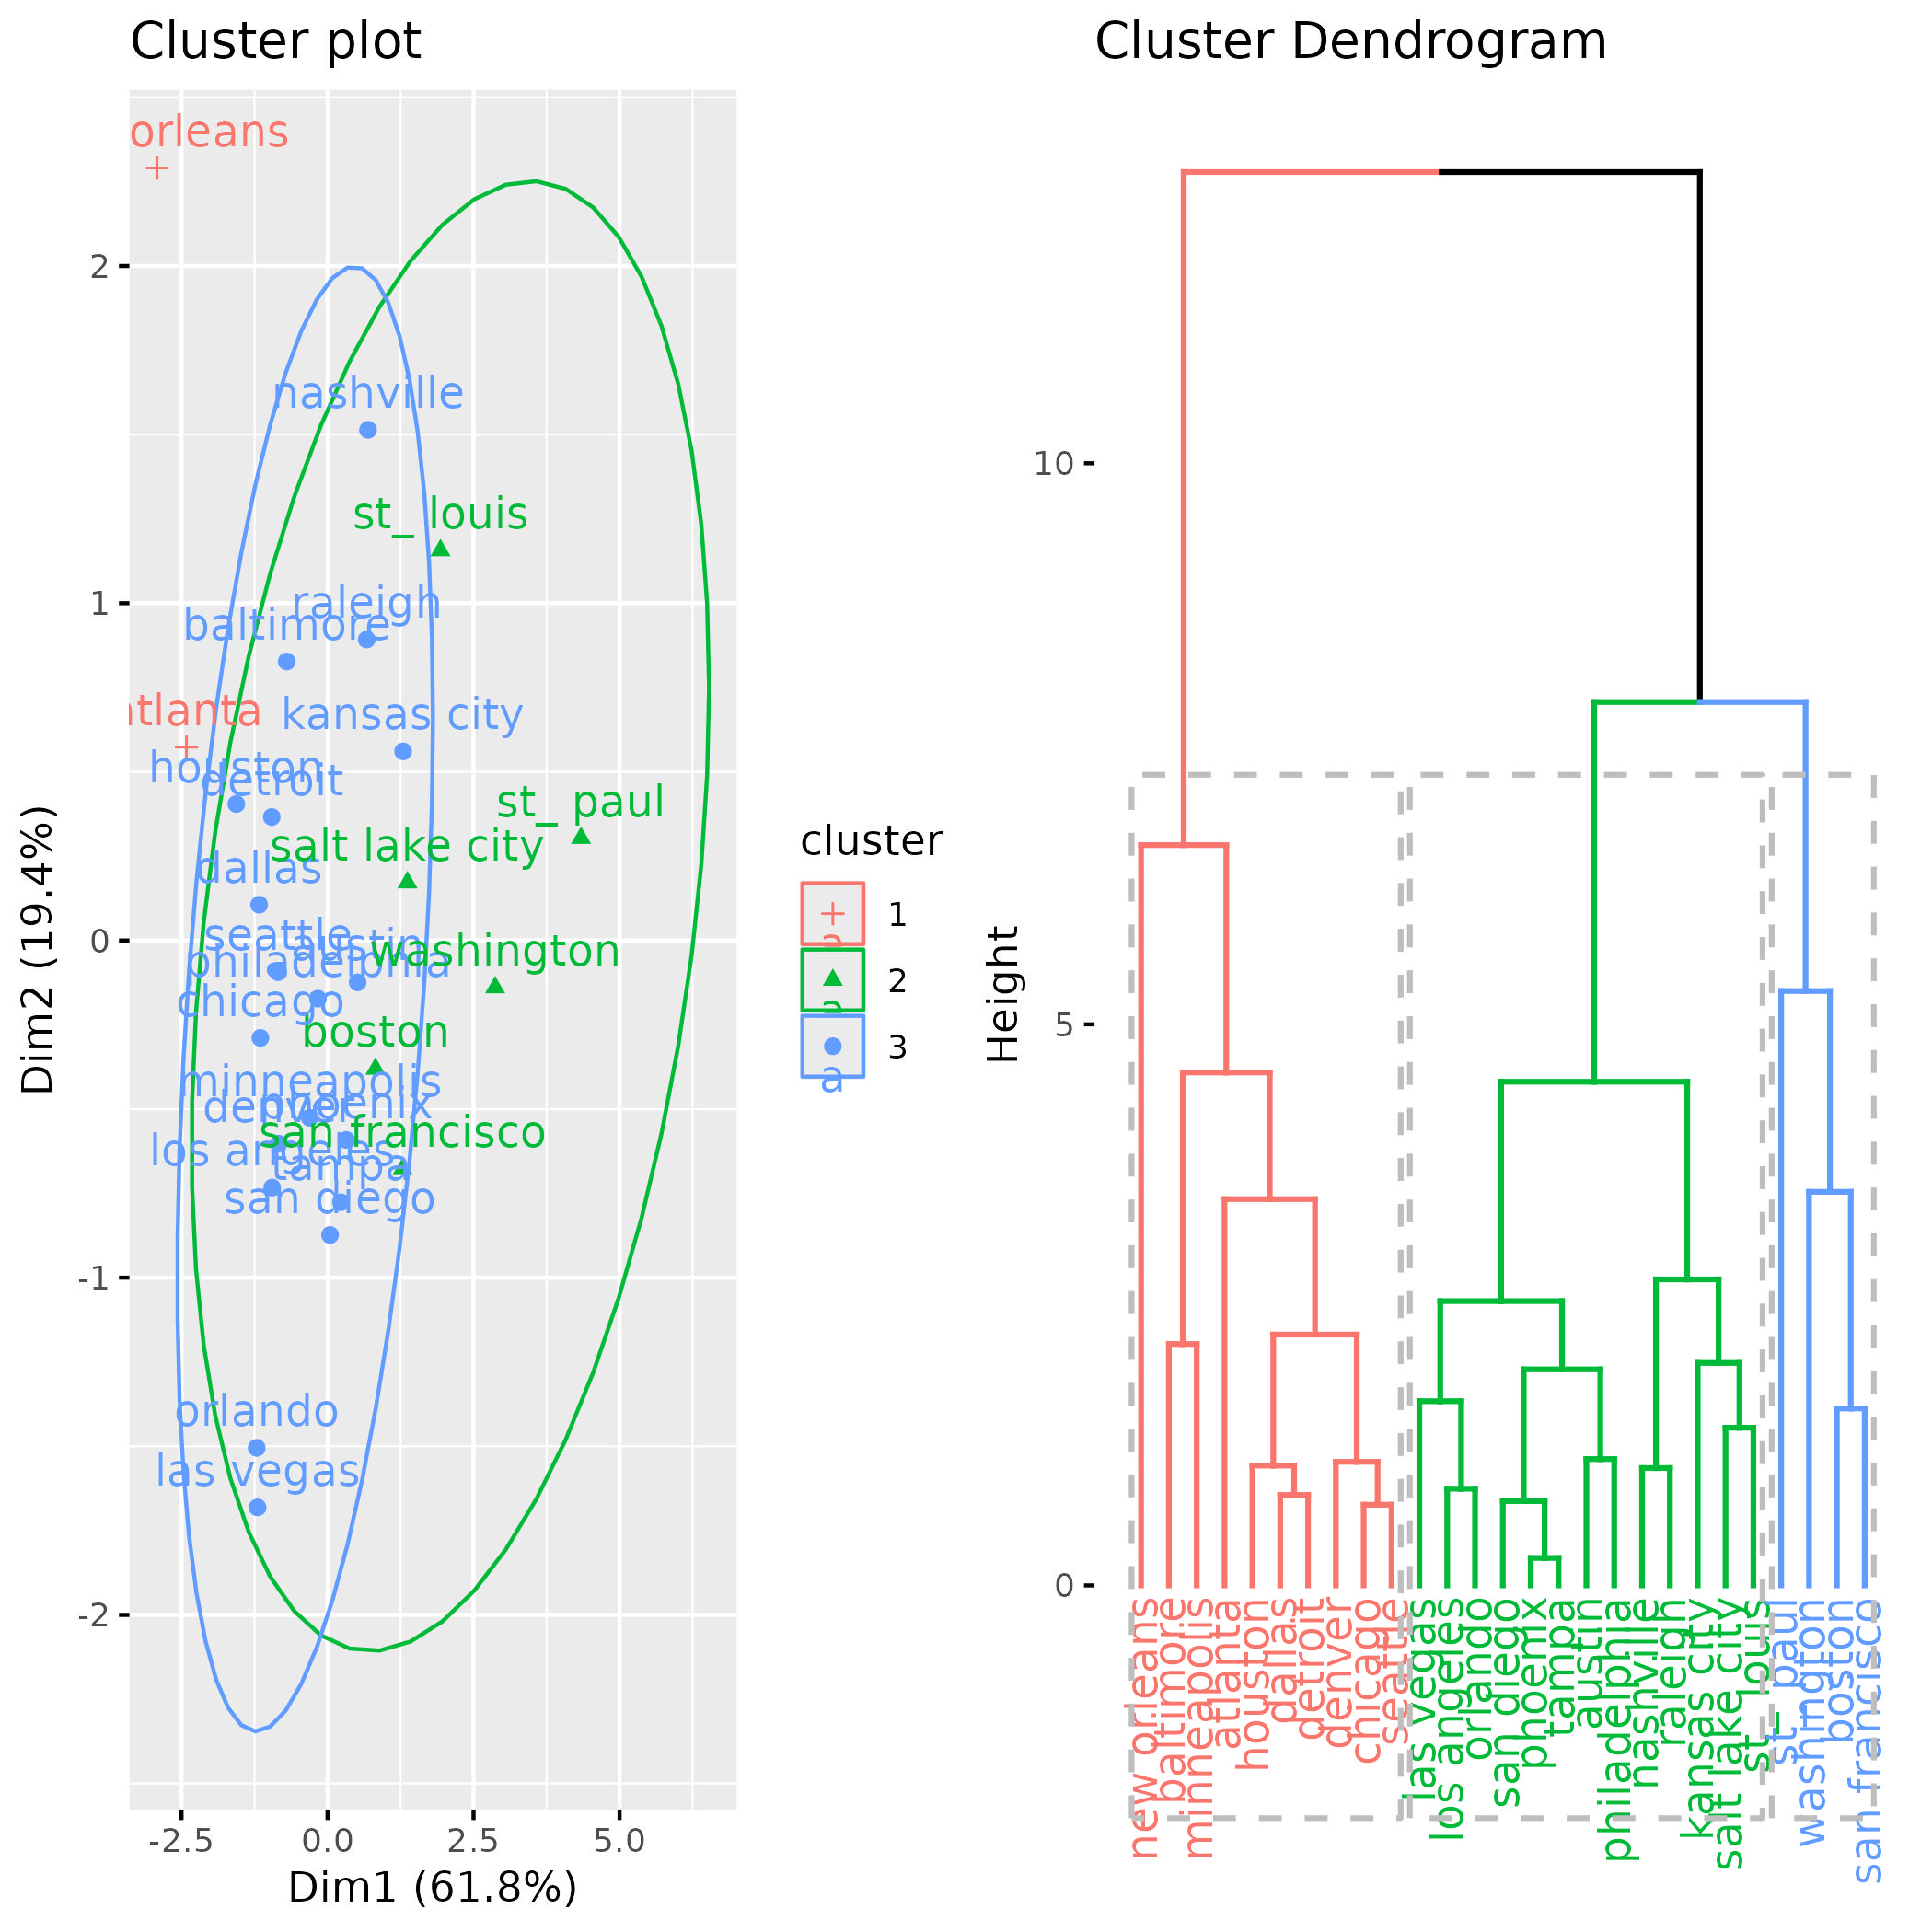 Cluster plot
orleans
nashville
st_ louis
raleigh
baltimore
tlanta
kansas city
houston
detroit
st_ paul
salt lake city
dallas
seattle
austin
washington
philadelphia
chicago
boston
minneapolis
denver
phoenix
san francisco
los angeles
tampa
san diego
orlando
las vegas
2
1
0
-1
-2
-2.5 0.0 2.5 5.0
Dim1 (61.8%)
Dim2 (19.4%)
cluster
1
2
a 3
Cluster Dendrogram
Height
10
5
0
new orleans
baltimore
minneapolis
atlanta
houston
dallas
detroit
denver
chicago
seattle
las vegas
los angeles
orlando
san diego
phoenix
tampa
austin
philadelphia
nashville
raleigh
kansas city
salt lake city
st_ louis
st_ paul
washington
boston
san francisco